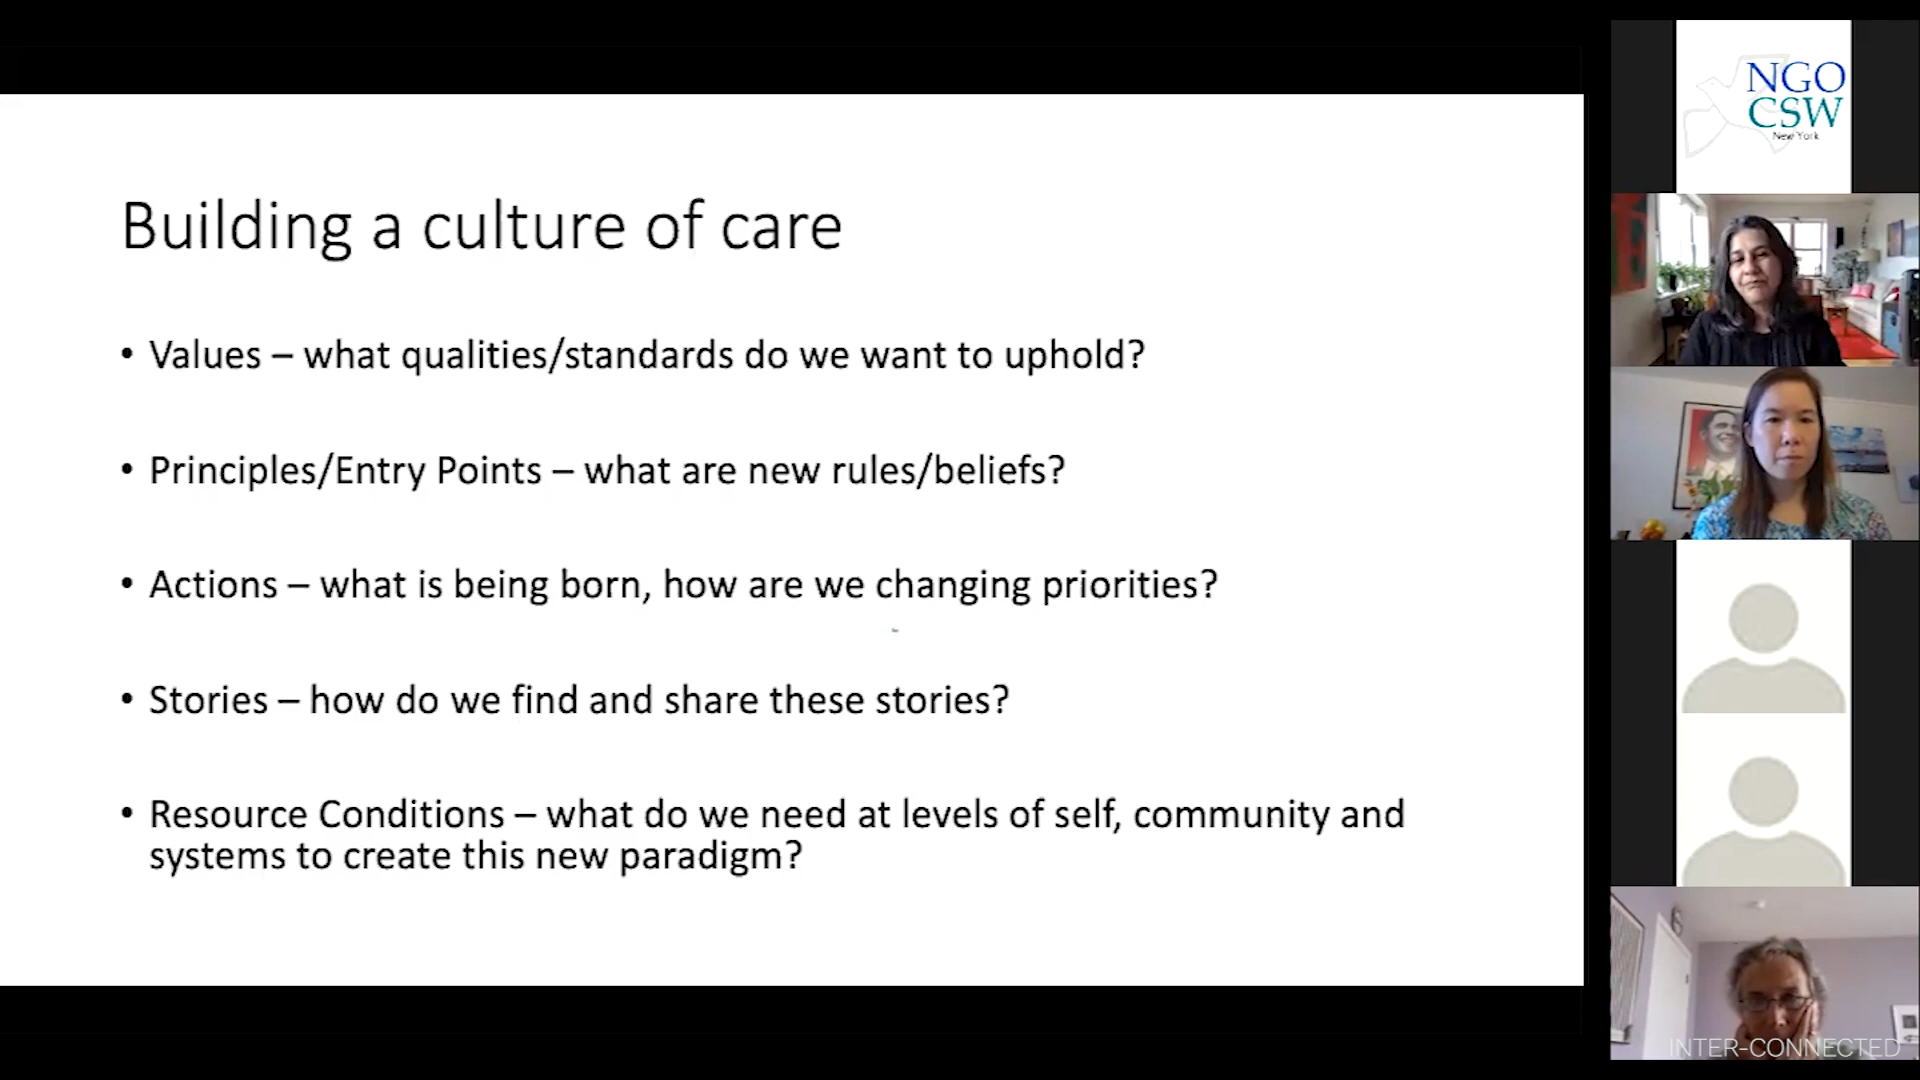 Building a culture of care
• Values – what qualities/standards do we want to uphold?
• Principles/Entry Points – what are new rules/beliefs?
• Actions – what is being born, how are we changing priorities?
• Stories – how do we find and share these stories?
• Resource Conditions – what do we need at levels of self, community and
systems to create this new paradigm?
NGO
CSW
New York
INTER-CONNECTED